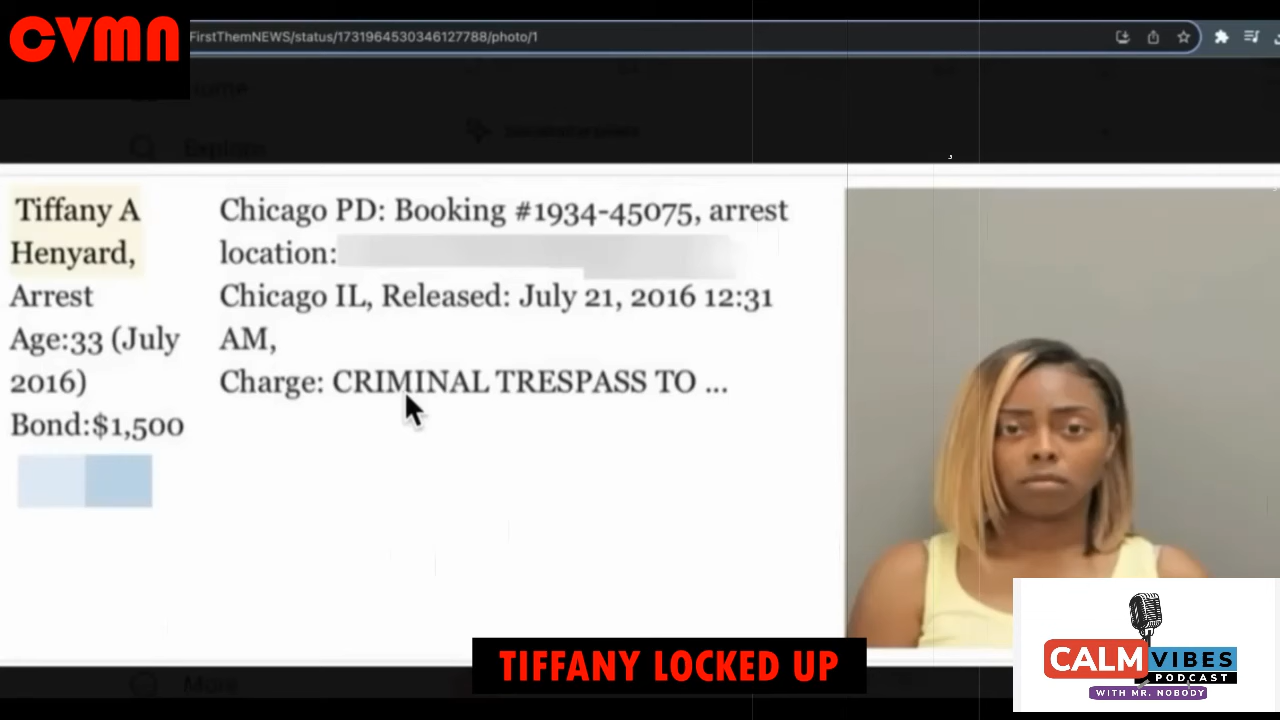 CVMN
FirstThemNEWS/status/1731964530346127788/photo/1
Explore
Tiffany A
Henyard,
Arrest
Age:33 (July
2016)
Bond:$1,500
Chicago PD: Booking #1934-45075, arrest
location:
Chicago IL, Released: July 21, 2016 12:31
AM,
Charge: CRIMINAL TRESPASS TO ...
More
TIFFANY LOCKED UP
CALM VIBES
PODCAST
WITH MR. NOBODY